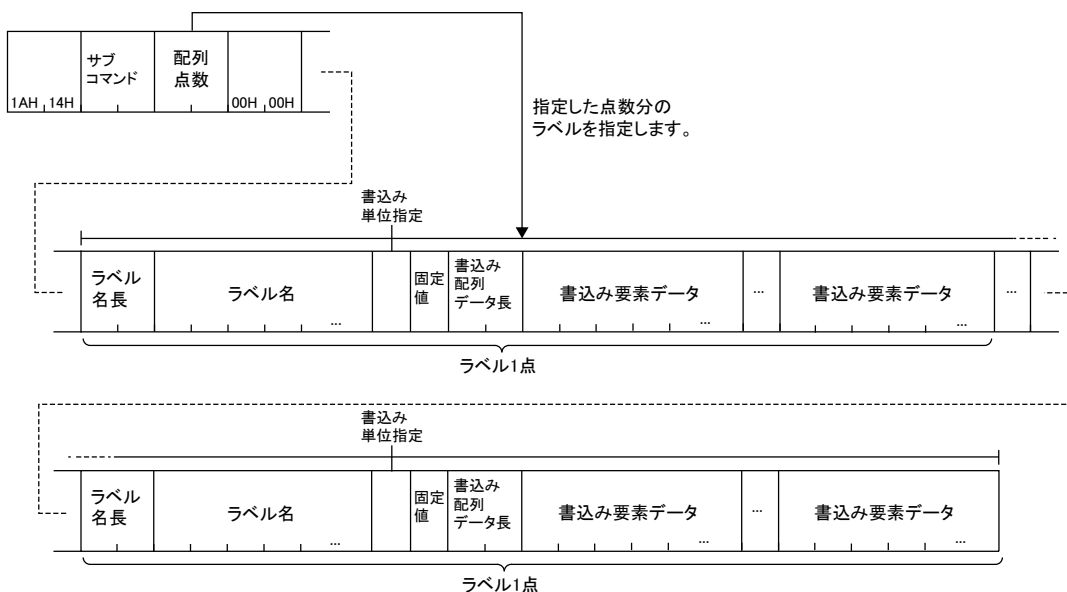 サブ
コマンド
配列
点数
1AH 14H
00H 00H
指定した点数分の
ラベルを指定します。
書込み
単位指定
ラベル
名長
ラベル名
...
固定
値
書込み
配列
データ長
書込み要素データ
...
...
書込み要素データ
...
...
ラベル1点
書込み
単位指定
ラベル
名長
ラベル名
...
固定
値
書込み
配列
データ長
書込み要素データ
...
...
書込み要素データ
...
ラベル1点